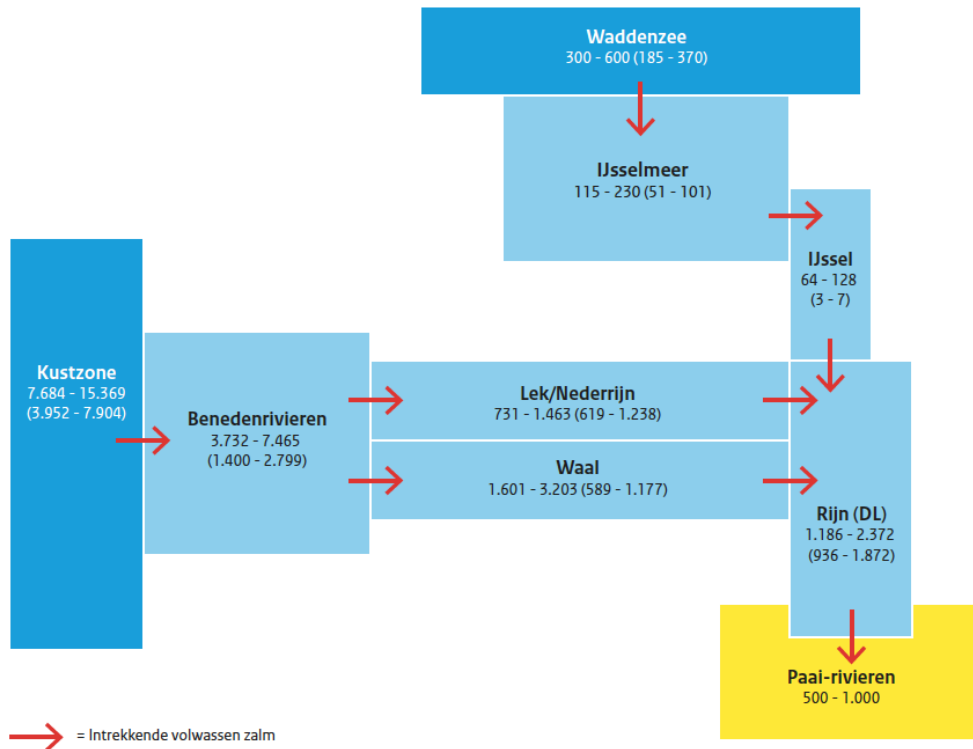 Waddenzee
300 - 600 (185 - 370)
IJsselmeer
115 - 230 (51 - 101)
IJssel
64 - 128
(3 - 7)
Kustzone
7.684 - 15.369
(3.952 - 7.904)
Benedenrivieren
3.732 - 7.465
(1.400 - 2.799)
Lek/Nederrijn
731 - 1.463 (619 - 1.238)
Waal
1.601 - 3.203 (589 - 1.177)
Rijn (DL)
1.186 - 2.372
(936 - 1.872)
Paai-rivieren
500 - 1.000
= Intrekkende volwassen zalm